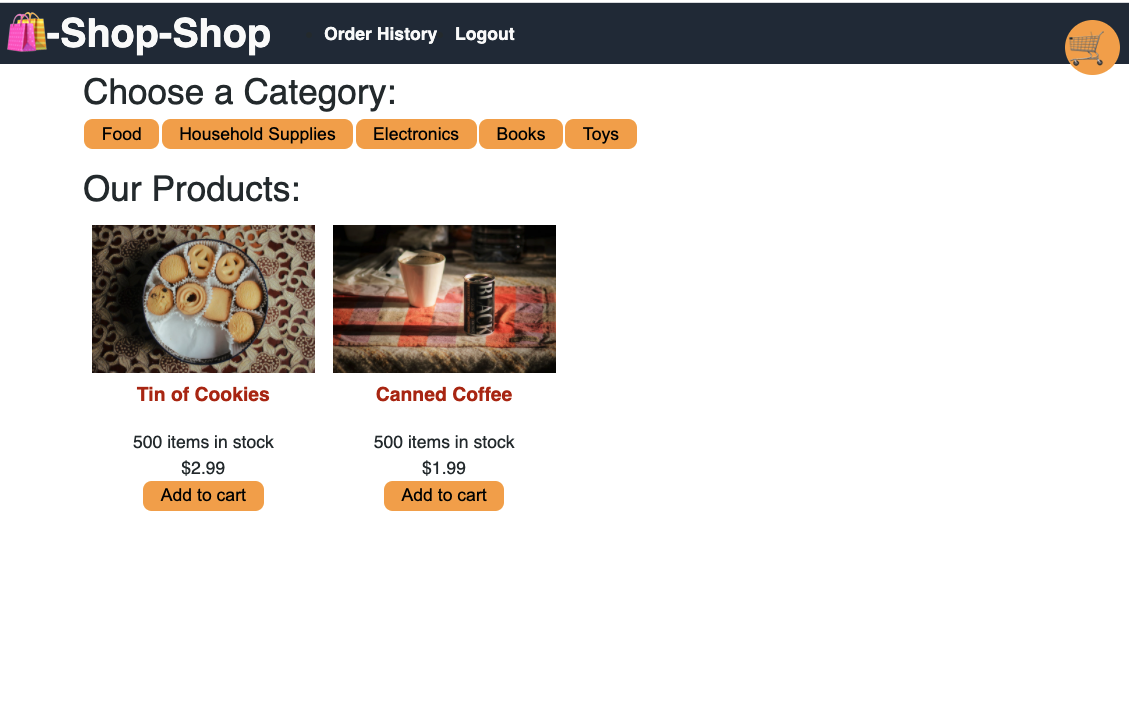 -Shop-Shop
Order History Logout
Choose a Category:
Food Household Supplies Electronics Books Toys
Our Products:
BLACK
Tin of Cookies Canned Coffee
500 items in stock 500 items in stock
$2.99 $1.99
Add to cart Add to cart